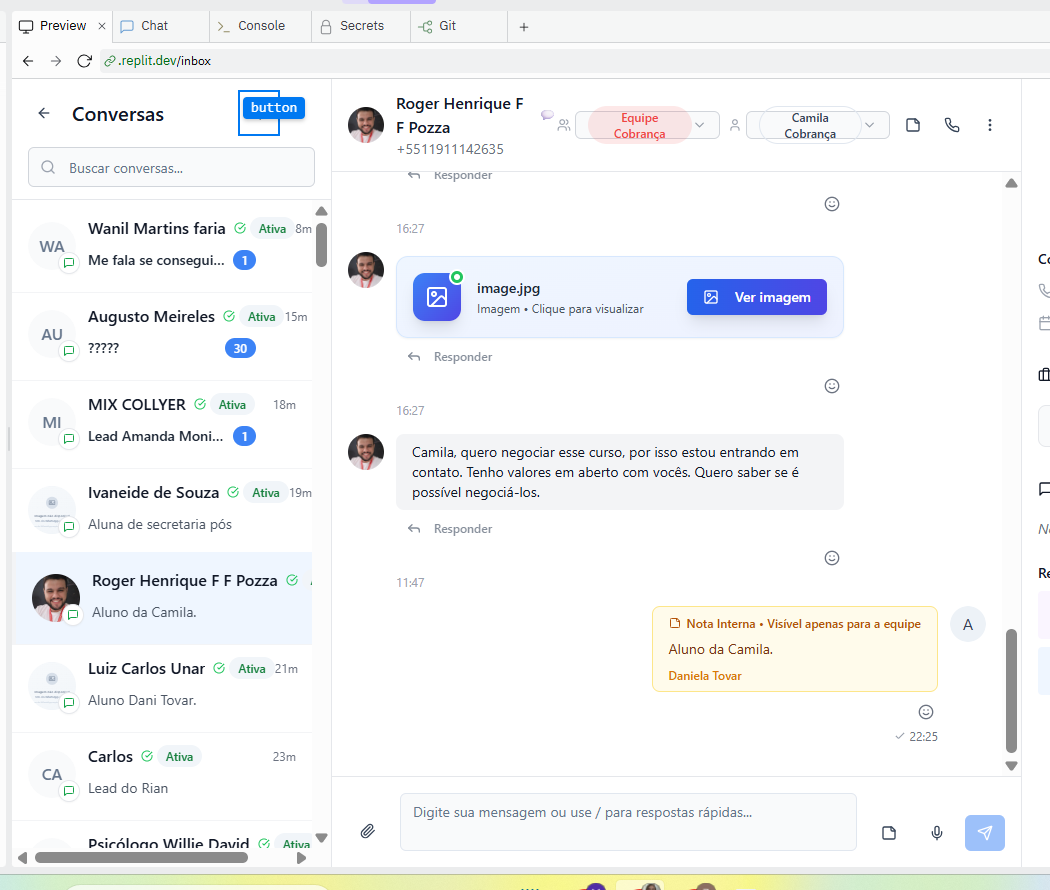 Preview
Chat
Console
Secrets
Git
.replit.dev/inbox
Conversas
button
Buscar conversas...
WA
Wanil Martins faria
Ativa
8m
Me fala se consegui...
1
AU
Augusto Meireles
Ativa
15m
?????
30
MI
MIX COLLYER
Ativa
18m
Lead Amanda Moni...
1
Ivaneide de Souza
Ativa
19m
Aluna de secretaria pós
Roger Henrique F F Pozza
Aluno da Camila.
Luiz Carlos Unar
Ativa
21m
Aluno Dani Tovar.
CA
Carlos
Ativa
23m
Lead do Rian
Psicólogo Willie David
Ativa
Roger Henrique F
F Pozza
+5511911142635
Equipe
Cobrança
Camila
Cobrança
Responder
16:27
image.jpg
Imagem • Clique para visualizar
Ver imagem
Responder
16:27
Camila, quero negociar esse curso, por isso estou entrando em
contato. Tenho valores em aberto com vocês. Quero saber se é
possível negociá-los.
Responder
11:47
Nota Interna • Visível apenas para a equipe
Aluno da Camila.
Daniela Tovar
A
22:25
Digite sua mensagem ou use / para respostas rápidas...